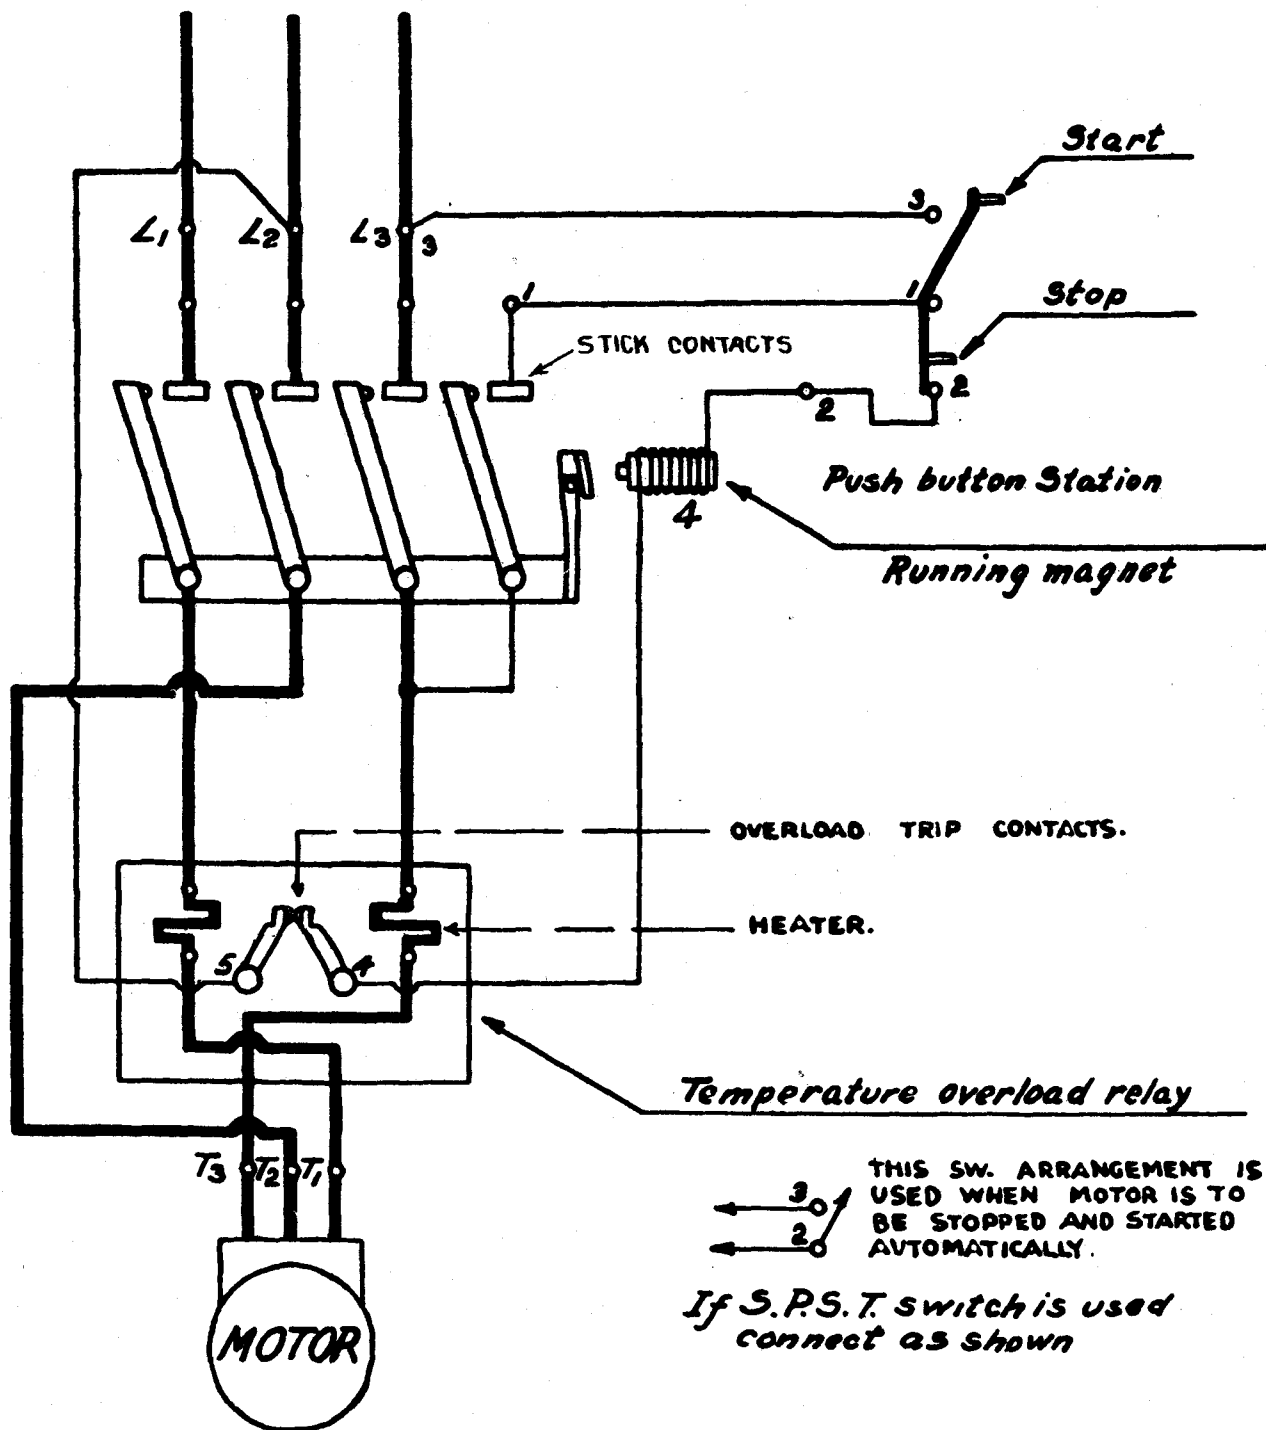 Start
3
L1 L2 L3 3
1 1
Stop
STICK CONTACTS
2 2
Push button Station
4
Running magnet
OVERLOAD TRIP CONTACTS.
HEATER.
5 4
Temperature overload relay
T3 T2 T1
3
2
THIS SW. ARRANGEMENT IS
USED WHEN MOTOR IS TO
BE STOPPED AND STARTED
AUTOMATICALLY.
If S.P.S.T. switch is used
connect as shown
MOTOR